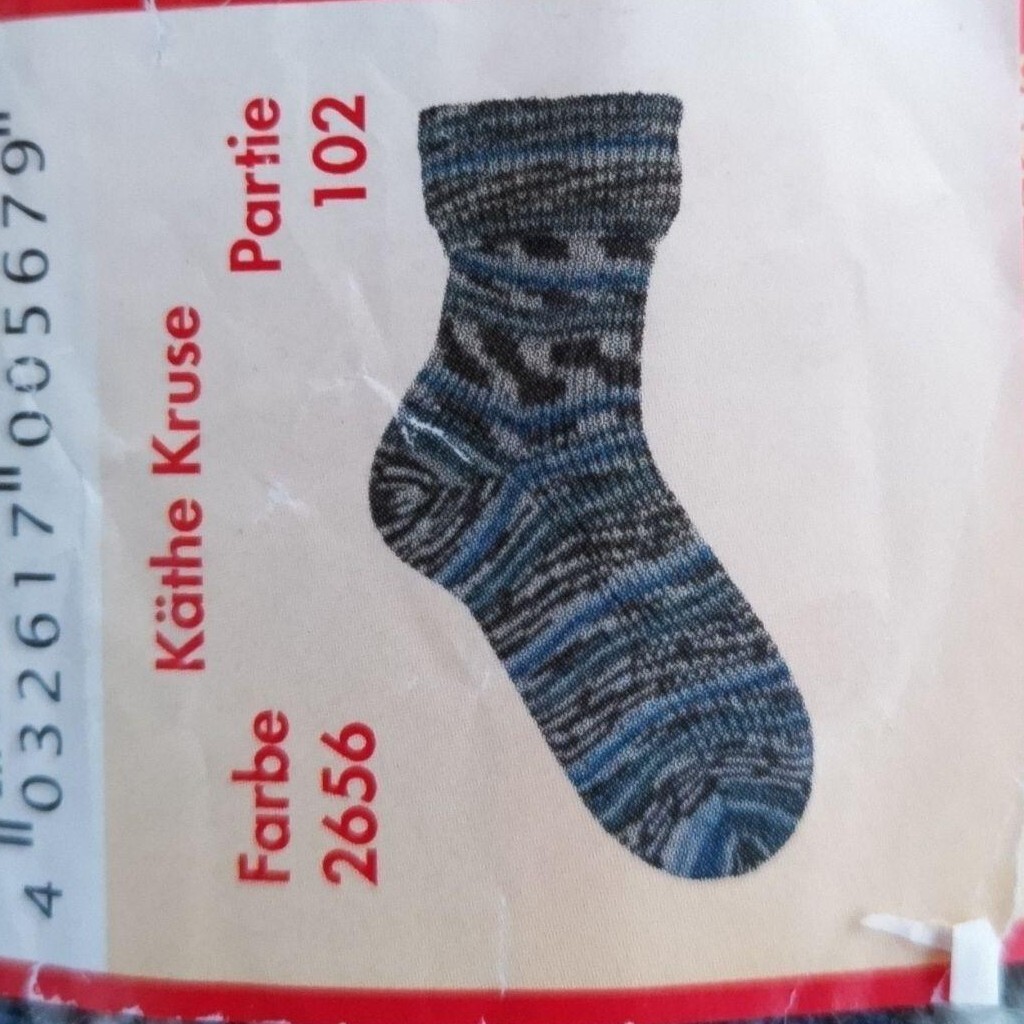 4 "032617"005679"
Käthe Kruse
Farbe Partie
2656 102